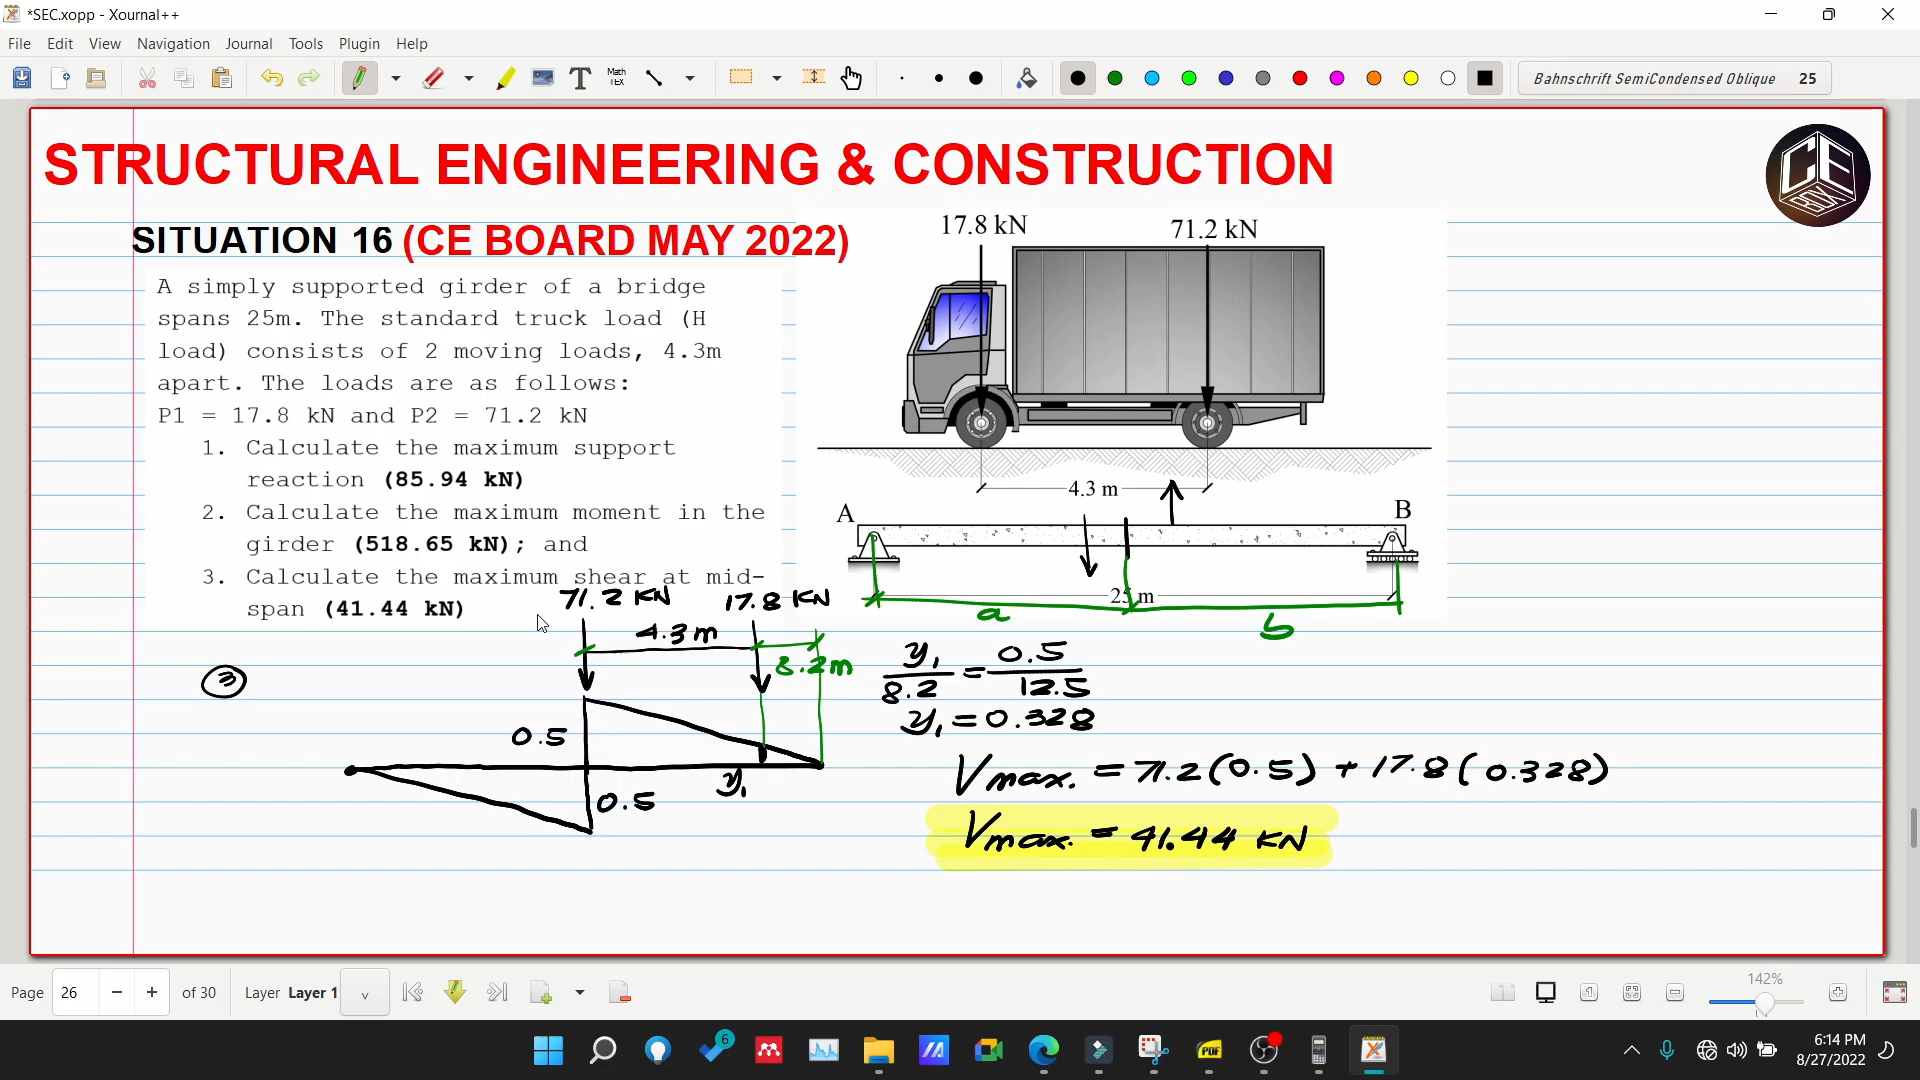 *SEC.xopp - Xournal++
File Edit View Navigation Journal Tools Plugin Help
Math
TEX
Bahnschrift SemiCondensed Oblique 25
STRUCTURAL ENGINEERING & CONSTRUCTION
CE
BOX
SITUATION 16 (CE BOARD MAY 2022)
A simply supported girder of a bridge
spans 25m. The standard truck load (H
load) consists of 2 moving loads, 4.3m
apart. The loads are as follows:
P1 = 17.8 kN and P2 = 71.2 kN
1. Calculate the maximum support
reaction (85.94 kN)
2. Calculate the maximum moment in the
girder (518.65 kN); and
3. Calculate the maximum shear at mid-
span (41.44 kN)
17.8 kN 71.2 kN
4.3 m
A B
25 m
a b
71.2 KN 17.8 KN
4.3 m
8.2m
3
0.5
0.5
y₁
y₁/8.2 = 0.5/12.5
y₁ = 0.328
Vmax. = 71.2(0.5) + 17.8(0.328)
Vmax. = 41.44 KN
Page 26 − + of 30 Layer Layer 1 v
142%
6
PDF
6:14 PM
8/27/2022